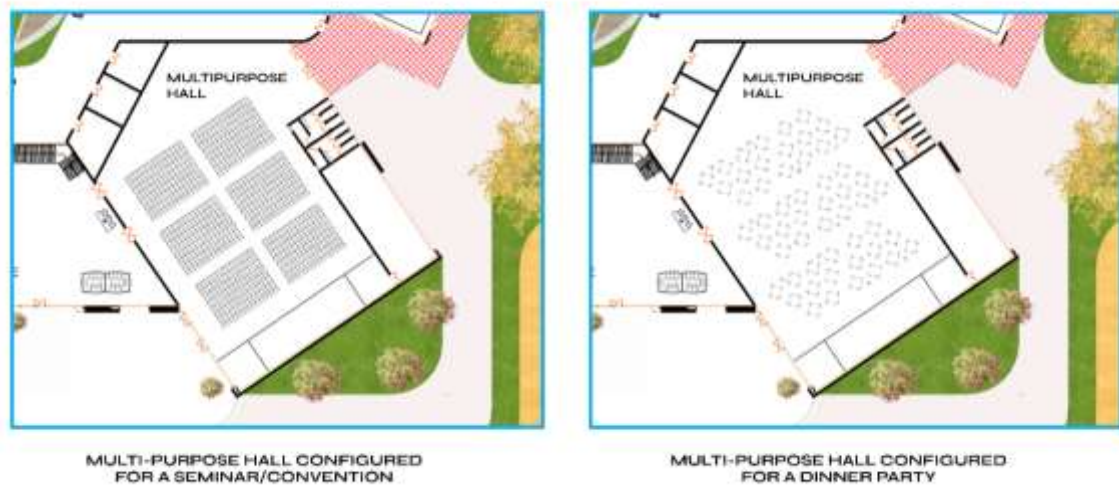 MULTIPURPOSE
HALL
MULTI-PURPOSE HALL CONFIGURED
FOR A SEMINAR/CONVENTION
MULTIPURPOSE
HALL
MULTI-PURPOSE HALL CONFIGURED
FOR A DINNER PARTY